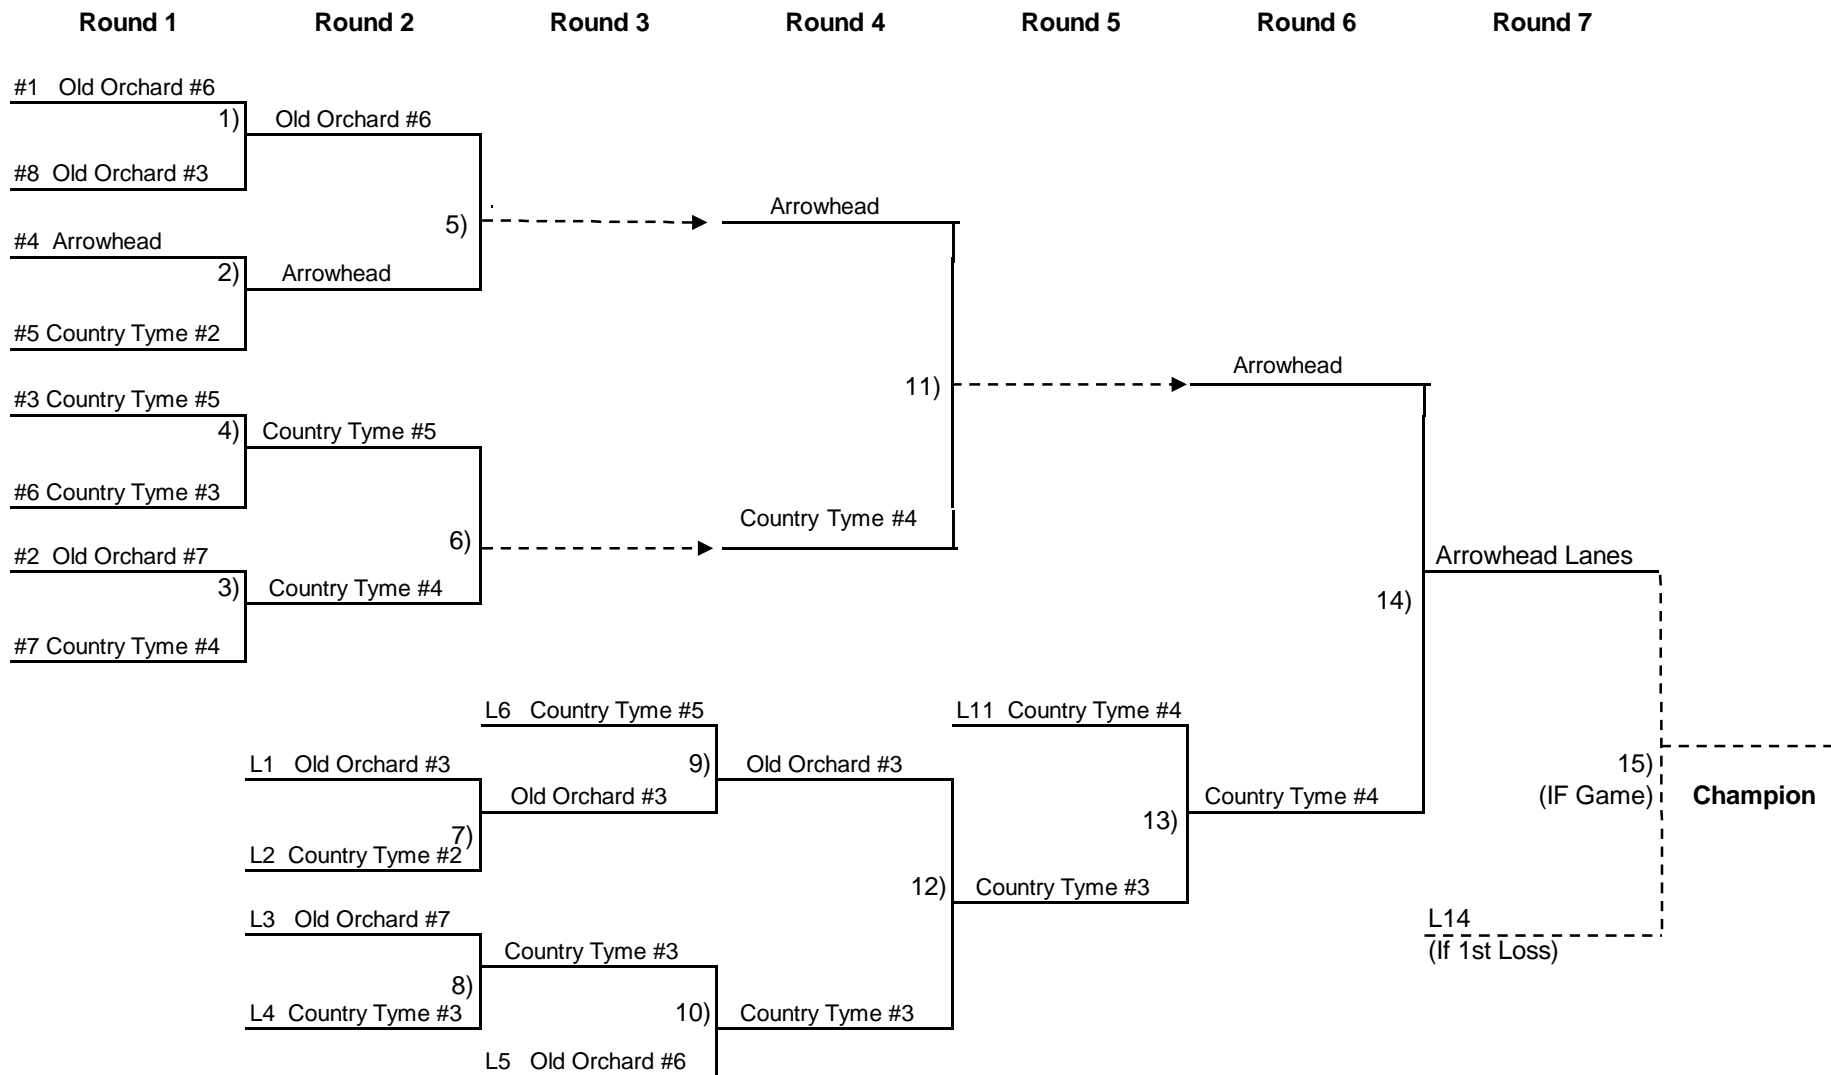 Round 1 Round 2 Round 3 Round 4 Round 5 Round 6 Round 7
#1 Old Orchard #6
1) Old Orchard #6
#8 Old Orchard #3
Arrowhead
5)
#4 Arrowhead
2) Arrowhead
#5 Country Tyme #2
Arrowhead
11)
#3 Country Tyme #5
4) Country Tyme #5
#6 Country Tyme #3
Country Tyme #4
6)
#2 Old Orchard #7
Arrowhead Lanes
3) Country Tyme #4
14)
#7 Country Tyme #4
L6 Country Tyme #5
L11 Country Tyme #4
L1 Old Orchard #3
9) Old Orchard #3
15)
Old Orchard #3
Country Tyme #4
(IF Game)
Champion
13)
7)
L2 Country Tyme #2
12) Country Tyme #3
L3 Old Orchard #7
L14
(If 1st Loss)
Country Tyme #3
8)
L4 Country Tyme #3
10) Country Tyme #3
L5 Old Orchard #6